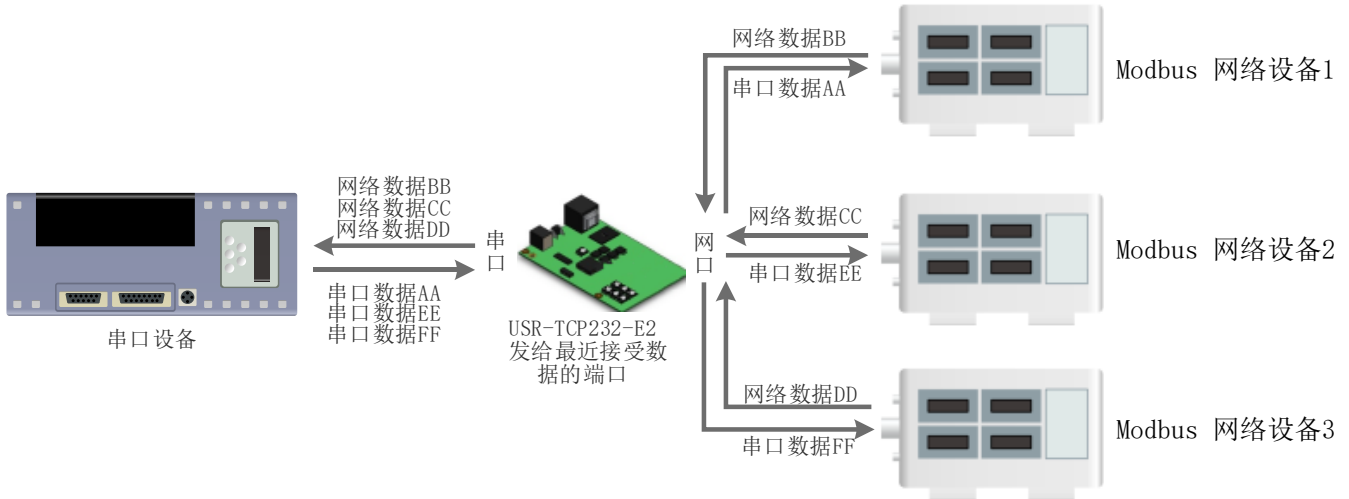 网络数据BB
串口数据AA
Modbus 网络设备1
网络数据BB
网络数据CC
网络数据DD
串口
网口
网络数据CC
串口数据EE
Modbus 网络设备2
串口数据AA
串口数据EE
串口数据FF
串口设备
USR-TCP232-E2
发给最近接受数
据的端口
网络数据DD
串口数据FF
Modbus 网络设备3